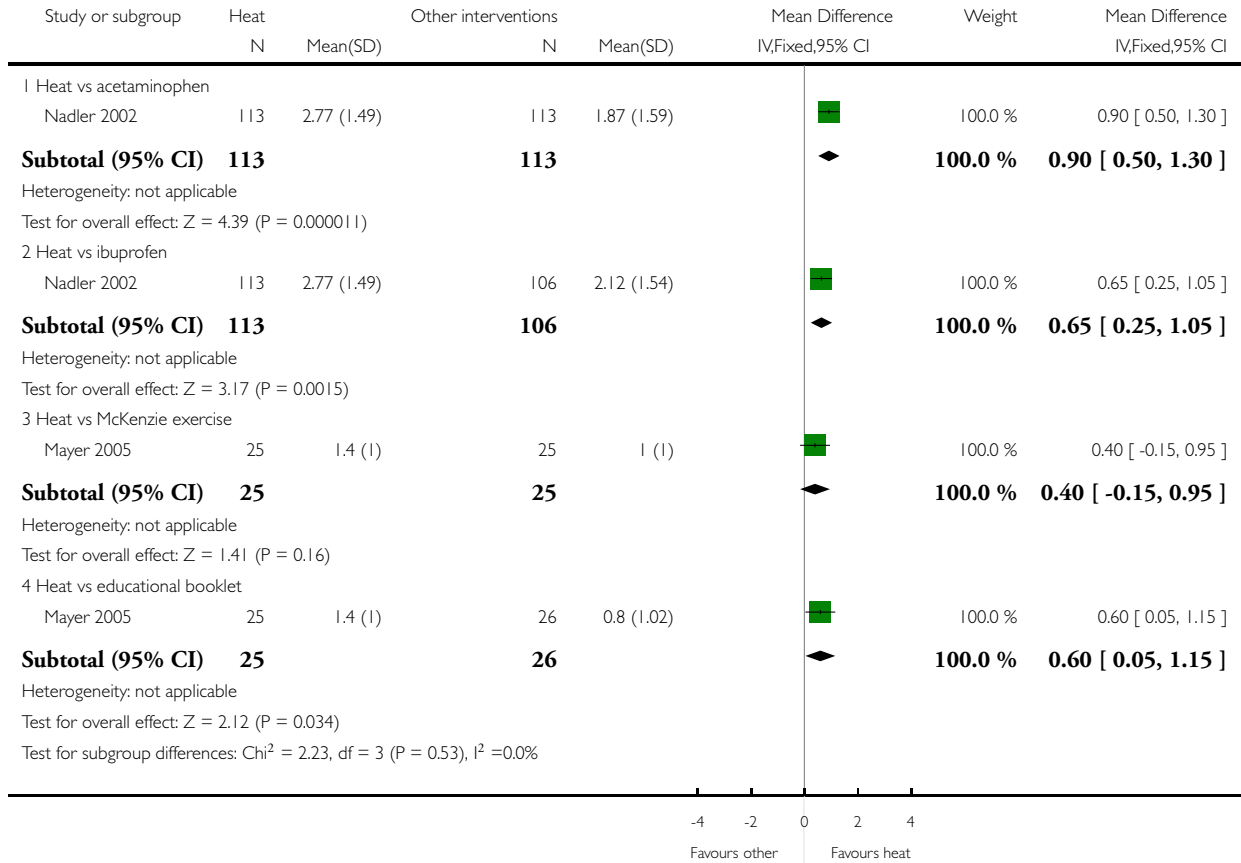 Study or subgroup Heat Other interventions Mean Difference Weight Mean Difference
N Mean(SD) N Mean(SD) IV,Fixed,95% CI IV,Fixed,95% CI
1 Heat vs acetaminophen
Nadler 2002 113 2.77 (1.49) 113 1.87 (1.59) 100.0 % 0.90 [ 0.50, 1.30 ]
Subtotal (95% CI) 113 113 100.0 % 0.90 [ 0.50, 1.30 ]
Heterogeneity: not applicable
Test for overall effect: Z = 4.39 (P = 0.000011)
2 Heat vs ibuprofen
Nadler 2002 113 2.77 (1.49) 106 2.12 (1.54) 100.0 % 0.65 [ 0.25, 1.05 ]
Subtotal (95% CI) 113 106 100.0 % 0.65 [ 0.25, 1.05 ]
Heterogeneity: not applicable
Test for overall effect: Z = 3.17 (P = 0.0015)
3 Heat vs McKenzie exercise
Mayer 2005 25 1.4 (1) 25 1 (1) 100.0 % 0.40 [ -0.15, 0.95 ]
Subtotal (95% CI) 25 25 100.0 % 0.40 [ -0.15, 0.95 ]
Heterogeneity: not applicable
Test for overall effect: Z = 1.41 (P = 0.16)
4 Heat vs educational booklet
Mayer 2005 25 1.4 (1) 26 0.8 (1.02) 100.0 % 0.60 [ 0.05, 1.15 ]
Subtotal (95% CI) 25 26 100.0 % 0.60 [ 0.05, 1.15 ]
Heterogeneity: not applicable
Test for overall effect: Z = 2.12 (P = 0.034)
Test for subgroup differences: Chi² = 2.23, df = 3 (P = 0.53), I² =0.0%
-4 -2 0 2 4
Favours other Favours heat